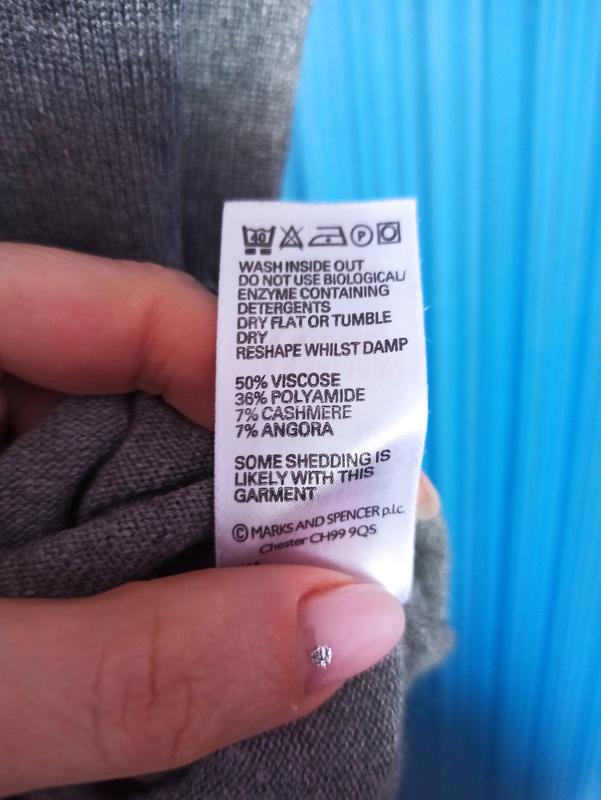 40 P
WASH INSIDE OUT
DO NOT USE BIOLOGICAL/
ENZYME CONTAINING
DETERGENTS
DRY FLAT OR TUMBLE
DRY
RESHAPE WHILST DAMP
50% VISCOSE
36% POLYAMIDE
7% CASHMERE
7% ANGORA
SOME SHEDDING IS
LIKELY WITH THIS
GARMENT
© MARKS AND SPENCER p.l.c.
Chester CH99 9QS